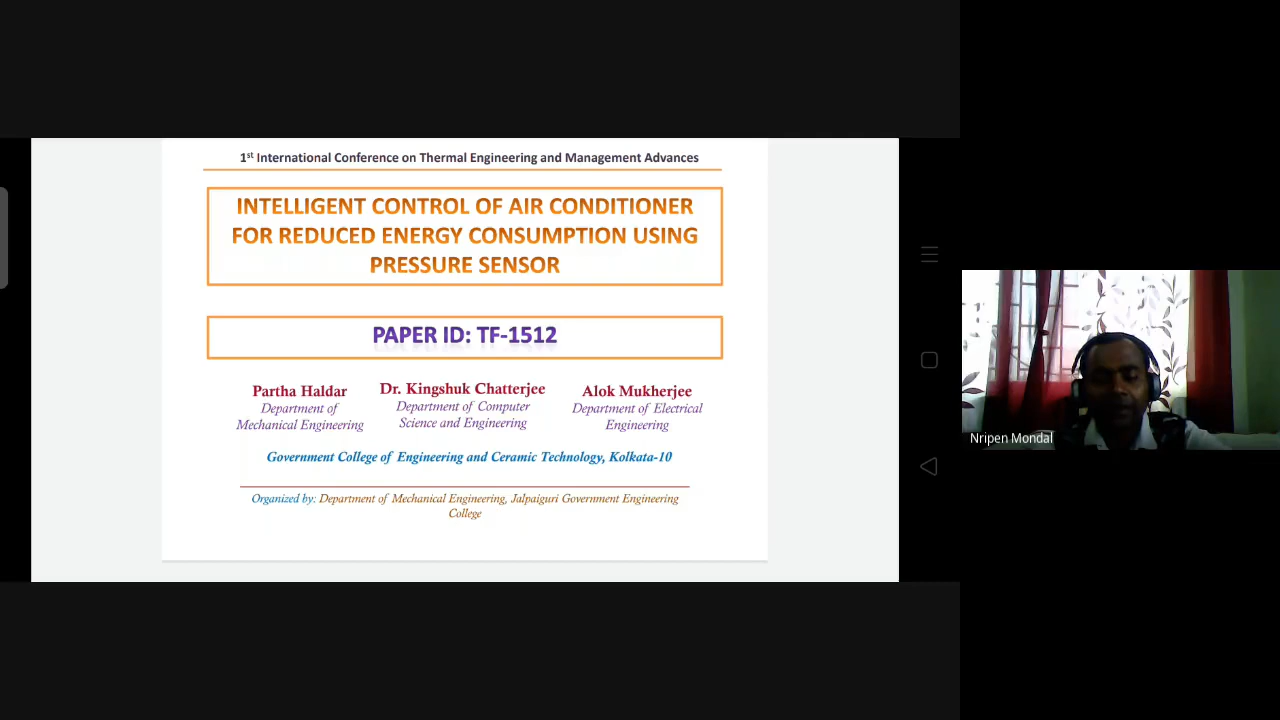 1st International Conference on Thermal Engineering and Management Advances
INTELLIGENT CONTROL OF AIR CONDITIONER
FOR REDUCED ENERGY CONSUMPTION USING
PRESSURE SENSOR
PAPER ID: TF-1512
Partha Haldar
Department of
Mechanical Engineering
Dr. Kingshuk Chatterjee
Department of Computer
Science and Engineering
Alok Mukherjee
Department of Electrical
Engineering
Government College of Engineering and Ceramic Technology, Kolkata-10
Organized by: Department of Mechanical Engineering, Jalpaiguri Government Engineering
College
Nripen Mondal